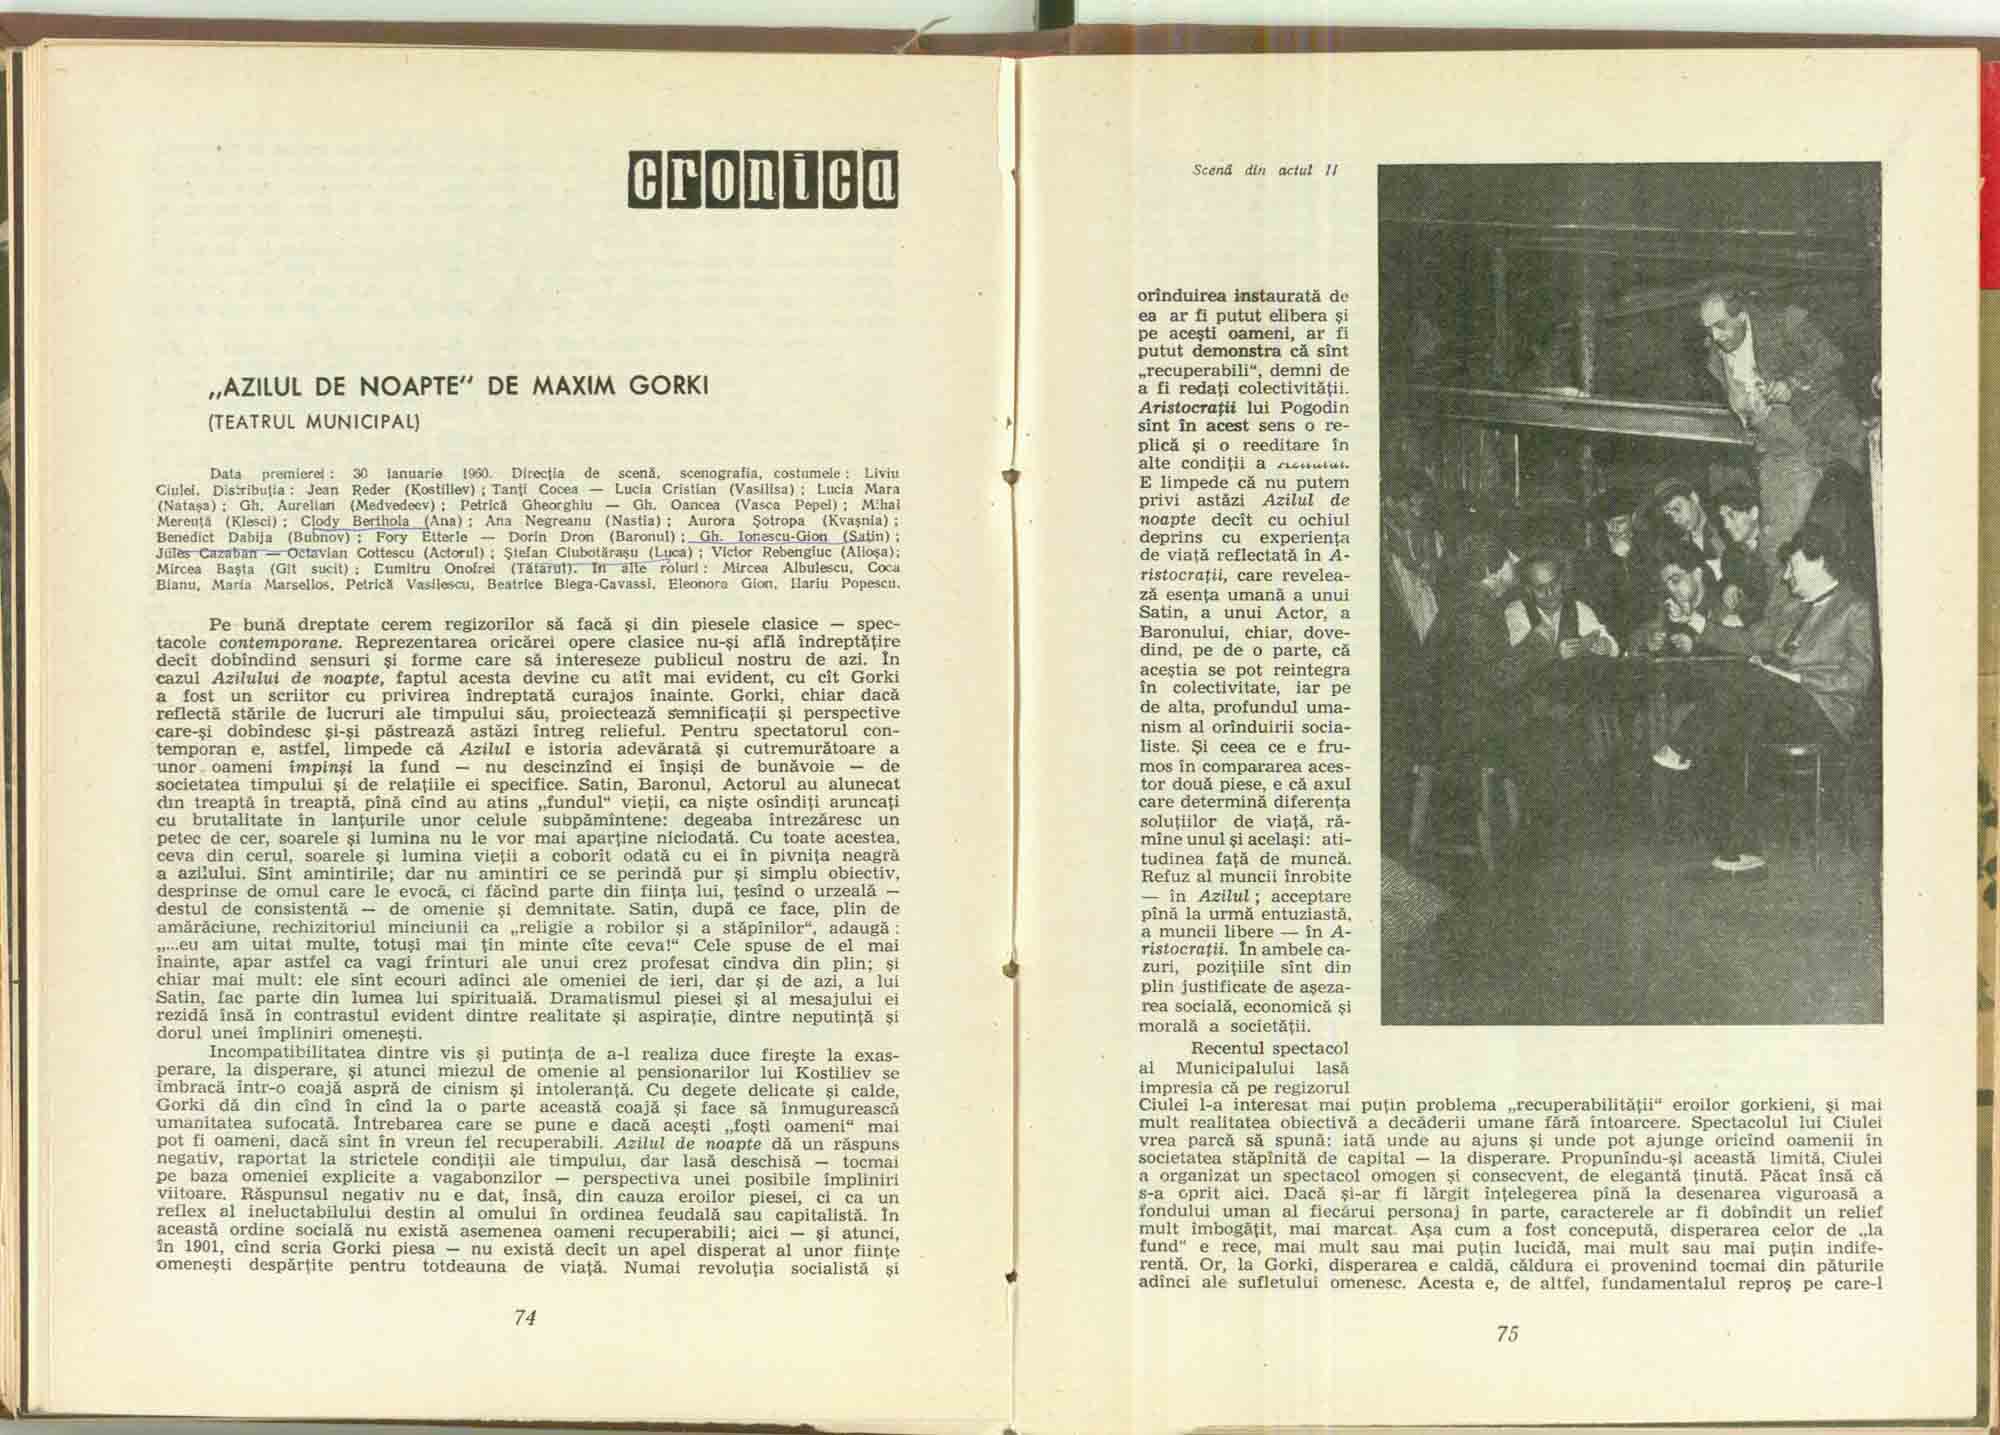 cronica
„AZILUL DE NOAPTE" DE MAXIM GORKI
(TEATRUL MUNICIPAL)
Data premierei : 30 ianuarie 1960. Direcția de scenă, scenografia, costumele : Liviu
Ciulei. Distribuția : Jean Reder (Kostiliev) ; Tanți Cocea — Lucia Cristian (Vasilisa) ; Lucia Mara
(Natașa) ; Gh. Aurelian (Medvedeev) ; Petrică Gheorghiu — Gh. Oancea (Vasca Pepel) ; Mihai
Mereuță (Klesci) ; Clody Berthola (Ana) ; Ana Negreanu (Nastia) ; Aurora Șotropa (Kvașnia) ;
Benedict Dabija (Bubnov) ; Fory Etterle — Dorin Dron (Baronul) ; Gh. Ionescu-Gion (Satin) ;
Jules Cazaban — Octavian Cottescu (Actorul) ; Ștefan Ciubotărașu (Luca) ; Victor Rebengiuc (Alioșa);
Mircea Bașta (Gît sucit) ; Dumitru Onofrei (Tătarul). În alte roluri : Mircea Albulescu, Coca
Bianu, Maria Marsellos, Petrică Vasilescu, Beatrice Biega-Cavassi, Eleonora Gion, Hariu Popescu.
Pe bună dreptate cerem regizorilor să facă și din piesele clasice — spec-
tacole contemporane. Reprezentarea oricărei opere clasice nu-și află îndreptățire
decît dobîndind sensuri și forme care să intereseze publicul nostru de azi. În
cazul Azilului de noapte, faptul acesta devine cu atît mai evident, cu cît Gorki
a fost un scriitor cu privirea îndreptată curajos înainte. Gorki, chiar dacă
reflectă stările de lucruri ale timpului său, proiectează semnificații și perspective
care-și dobîndesc și-și păstrează astăzi întreg relieful. Pentru spectatorul con-
temporan e, astfel, limpede că Azilul e istoria adevărată și cutremurătoare a
unor oameni împinși la fund — nu descinzînd ei înșiși de bunăvoie — de
societatea timpului și de relațiile ei specifice. Satin, Baronul, Actorul au alunecat
din treaptă în treaptă, pînă cînd au atins „fundul" vieții, ca niște osîndiți aruncați
cu brutalitate în lanțurile unor celule subpămîntene: degeaba întrezăresc un
petec de cer, soarele și lumina nu le vor mai aparține niciodată. Cu toate acestea,
ceva din cerul, soarele și lumina vieții a coborît odată cu ei în pivnița neagră
a azilului. Sînt amintirile; dar nu amintiri ce se perindă pur și simplu obiectiv,
desprinse de omul care le evocă, ci făcînd parte din ființa lui, țesînd o urzeală —
destul de consistentă — de omenie și demnitate. Satin, după ce face, plin de
amărăciune, rechizitoriul minciunii ca „religie a robilor și a stăpînilor", adaugă :
„...eu am uitat multe, totuși mai țin minte cîte ceva!" Cele spuse de el mai
înainte, apar astfel ca vagi frînturi ale unui crez profesat cîndva din plin; și
chiar mai mult: ele sînt ecouri adînci ale omeniei de ieri, dar și de azi, a lui
Satin, fac parte din lumea lui spirituală. Dramatismul piesei și al mesajului ei
rezidă însă în contrastul evident dintre realitate și aspirație, dintre neputință și
dorul unei împliniri omenești.
Incompatibilitatea dintre vis și putința de a-l realiza duce firește la exas-
perare, la disperare, și atunci miezul de omenie al pensionarilor lui Kostiliev se
îmbracă într-o coajă aspră de cinism și intoleranță. Cu degete delicate și calde,
Gorki dă din cînd în cînd la o parte această coajă și face să înmugurească
umanitatea sufocată. Întrebarea care se pune e dacă acești „foști oameni" mai
pot fi oameni, dacă sînt în vreun fel recuperabili. Azilul de noapte dă un răspuns
negativ, raportat la strictele condiții ale timpului, dar lasă deschisă — tocmai
pe baza omeniei explicite a vagabonzilor — perspectiva unei posibile împliniri
viitoare. Răspunsul negativ nu e dat, însă, din cauza eroilor piesei, ci ca un
reflex al ineluctabilului destin al omului în ordinea feudală sau capitalistă. În
această ordine socială nu există asemenea oameni recuperabili; aici — și atunci,
în 1901, cînd scria Gorki piesa — nu există decît un apel disperat al unor ființe
omenești despărțite pentru totdeauna de viață. Numai revoluția socialistă și
74
Scenă din actul II
orînduirea instaurată de
ea ar fi putut elibera și
pe acești oameni, ar fi
putut demonstra că sînt
„recuperabili", demni de
a fi redați colectivității.
Aristocrații lui Pogodin
sînt în acest sens o re-
plică și o reeditare în
alte condiții a
E limpede că nu putem
privi astăzi Azilul de
noapte decît cu ochiul
deprins cu experiența
de viață reflectată în A-
ristocrații, care revelea-
ză esența umană a unui
Satin, a unui Actor, a
Baronului, chiar, dove-
dind, pe de o parte, că
aceștia se pot reintegra
în colectivitate, iar pe
de alta, profundul uma-
nism al orînduirii socia-
liste. Și ceea ce e fru-
mos în compararea aces-
tor două piese, e că axul
care determină diferența
soluțiilor de viață, ră-
mîne unul și același: ati-
tudinea față de muncă.
Refuz al muncii înrobite
— în Azilul ; acceptare
pînă la urmă entuziastă,
a muncii libere — în A-
ristocrații. În ambele ca-
zuri, pozițiile sînt din
plin justificate de așeza-
rea socială, economică și
morală a societății.
Recentul spectacol
al Municipalului lasă
impresia că pe regizorul
Ciulei l-a interesat mai puțin problema „recuperabilității" eroilor gorkieni, și mai
mult realitatea obiectivă a decăderii umane fără întoarcere. Spectacolul lui Ciulei
vrea parcă să spună: iată unde au ajuns și unde pot ajunge oricînd oamenii în
societatea stăpînită de capital — la disperare. Propunîndu-și această limită, Ciulei
a organizat un spectacol omogen și consecvent, de elegantă ținută. Păcat însă că
s-a oprit aici. Dacă și-ar fi lărgit înțelegerea pînă la desenarea viguroasă a
fondului uman al fiecărui personaj în parte, caracterele ar fi dobîndit un relief
mult îmbogățit, mai marcat. Așa cum a fost concepută, disperarea celor de „la
fund" e rece, mai mult sau mai puțin lucidă, mai mult sau mai puțin indife-
rentă. Or, la Gorki, disperarea e caldă, căldura ei provenind tocmai din păturile
adînci ale sufletului omenesc. Acesta e, de altfel, fundamentalul reproș pe care-l
75